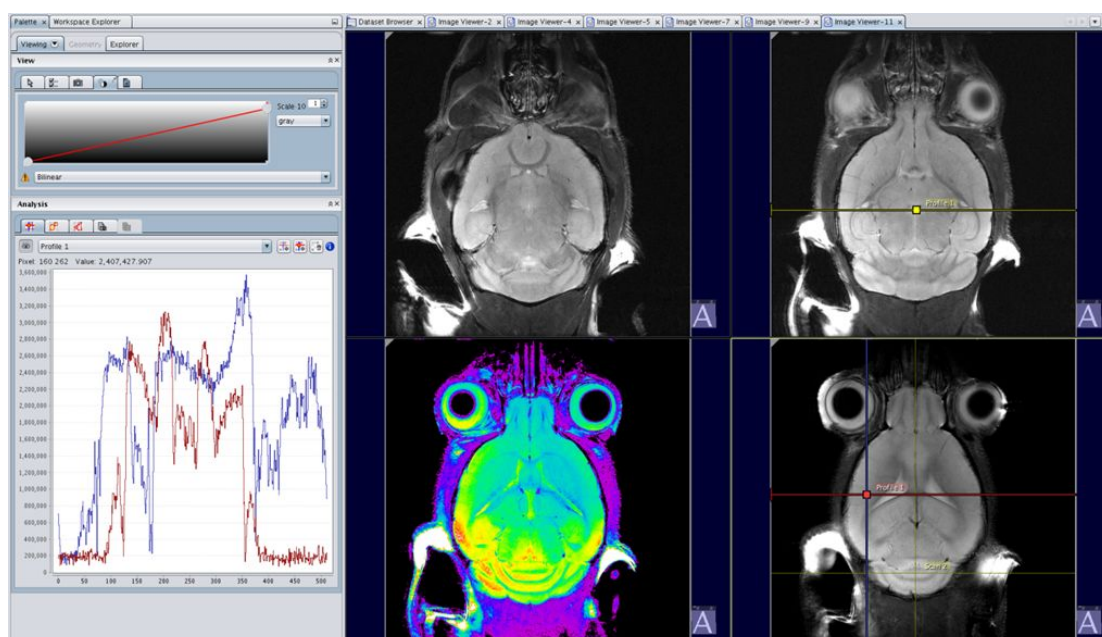 Palette Workspace Explorer
Dataset Browser Image Viewer-2 Image Viewer-4 Image Viewer-5 Image Viewer-7 Image Viewer-9 Image Viewer-11
Viewing Geometry Explorer
View
Scale 10 1
gray
Bilinear
Analysis
Profile 1
Pixel: 160.262 Value: 2,407,427.907
3,600,000
3,400,000
3,200,000
3,000,000
2,800,000
2,600,000
2,400,000
2,200,000
2,000,000
1,800,000
1,600,000
1,400,000
1,200,000
1,000,000
800,000
600,000
400,000
200,000
0
0 50 100 150 200 250 300 350 400 450 500
A
Profile 1
A
A
Profile 1
A